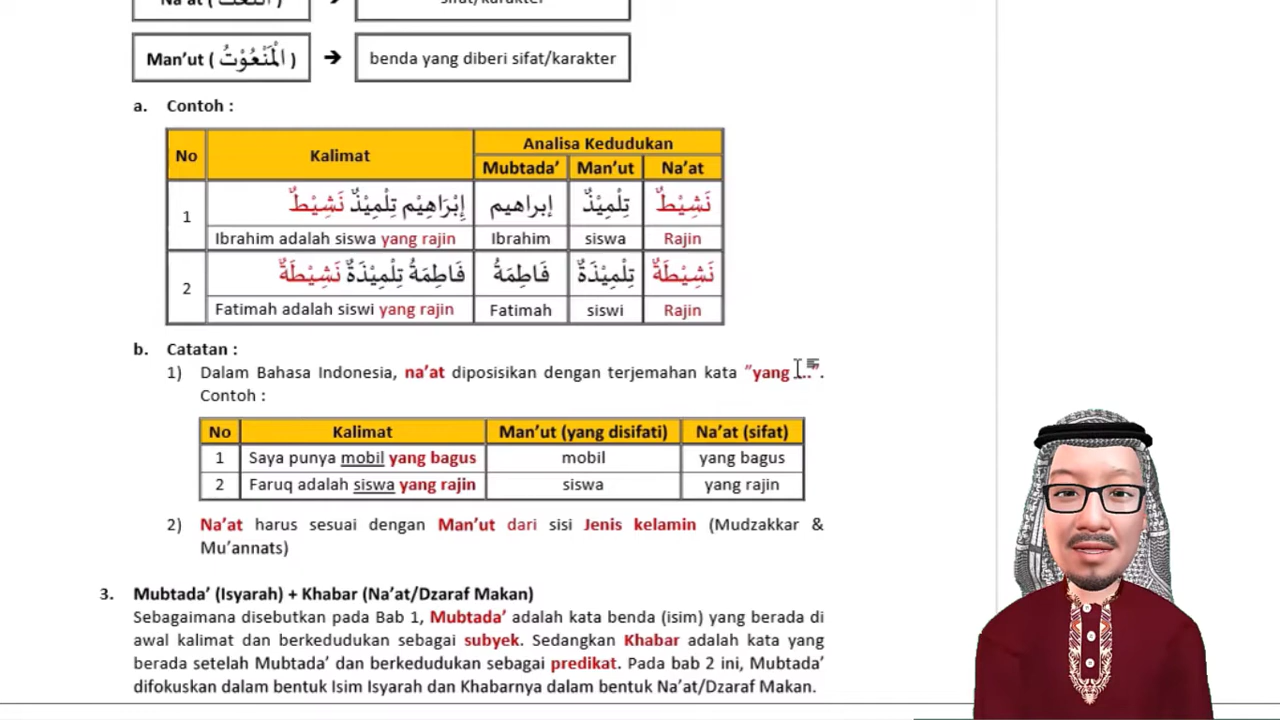 Na'at ( النَّعْتُ ) → sifat/karakter
Man'ut ( الْمَنْعُوْتُ ) → benda yang diberi sifat/karakter
a. Contoh :
No Kalimat Analisa Kedudukan
Mubtada' Man'ut Na'at
1 إِبْرَاهِيْم تِلْمِيْذٌ نَشِيْطٌ إبراهيم تِلْمِيْذٌ نَشِيْطٌ
Ibrahim adalah siswa yang rajin Ibrahim siswa Rajin
2 فَاطِمَةُ تِلْمِيْذَةٌ نَشِيْطَةٌ فَاطِمَةُ تِلْمِيْذَةٌ نَشِيْطَةٌ
Fatimah adalah siswi yang rajin Fatimah siswi Rajin
b. Catatan :
1) Dalam Bahasa Indonesia, na'at diposisikan dengan terjemahan kata "yang ...".
Contoh :
No Kalimat Man'ut (yang disifati) Na'at (sifat)
1 Saya punya mobil yang bagus mobil yang bagus
2 Faruq adalah siswa yang rajin siswa yang rajin
2) Na'at harus sesuai dengan Man'ut dari sisi Jenis kelamin (Mudzakkar &
Mu'annats)
3. Mubtada' (Isyarah) + Khabar (Na'at/Dzaraf Makan)
Sebagaimana disebutkan pada Bab 1, Mubtada' adalah kata benda (isim) yang berada di
awal kalimat dan berkedudukan sebagai subyek. Sedangkan Khabar adalah kata yang
berada setelah Mubtada' dan berkedudukan sebagai predikat. Pada bab 2 ini, Mubtada'
difokuskan dalam bentuk Isim Isyarah dan Khabarnya dalam bentuk Na'at/Dzaraf Makan.